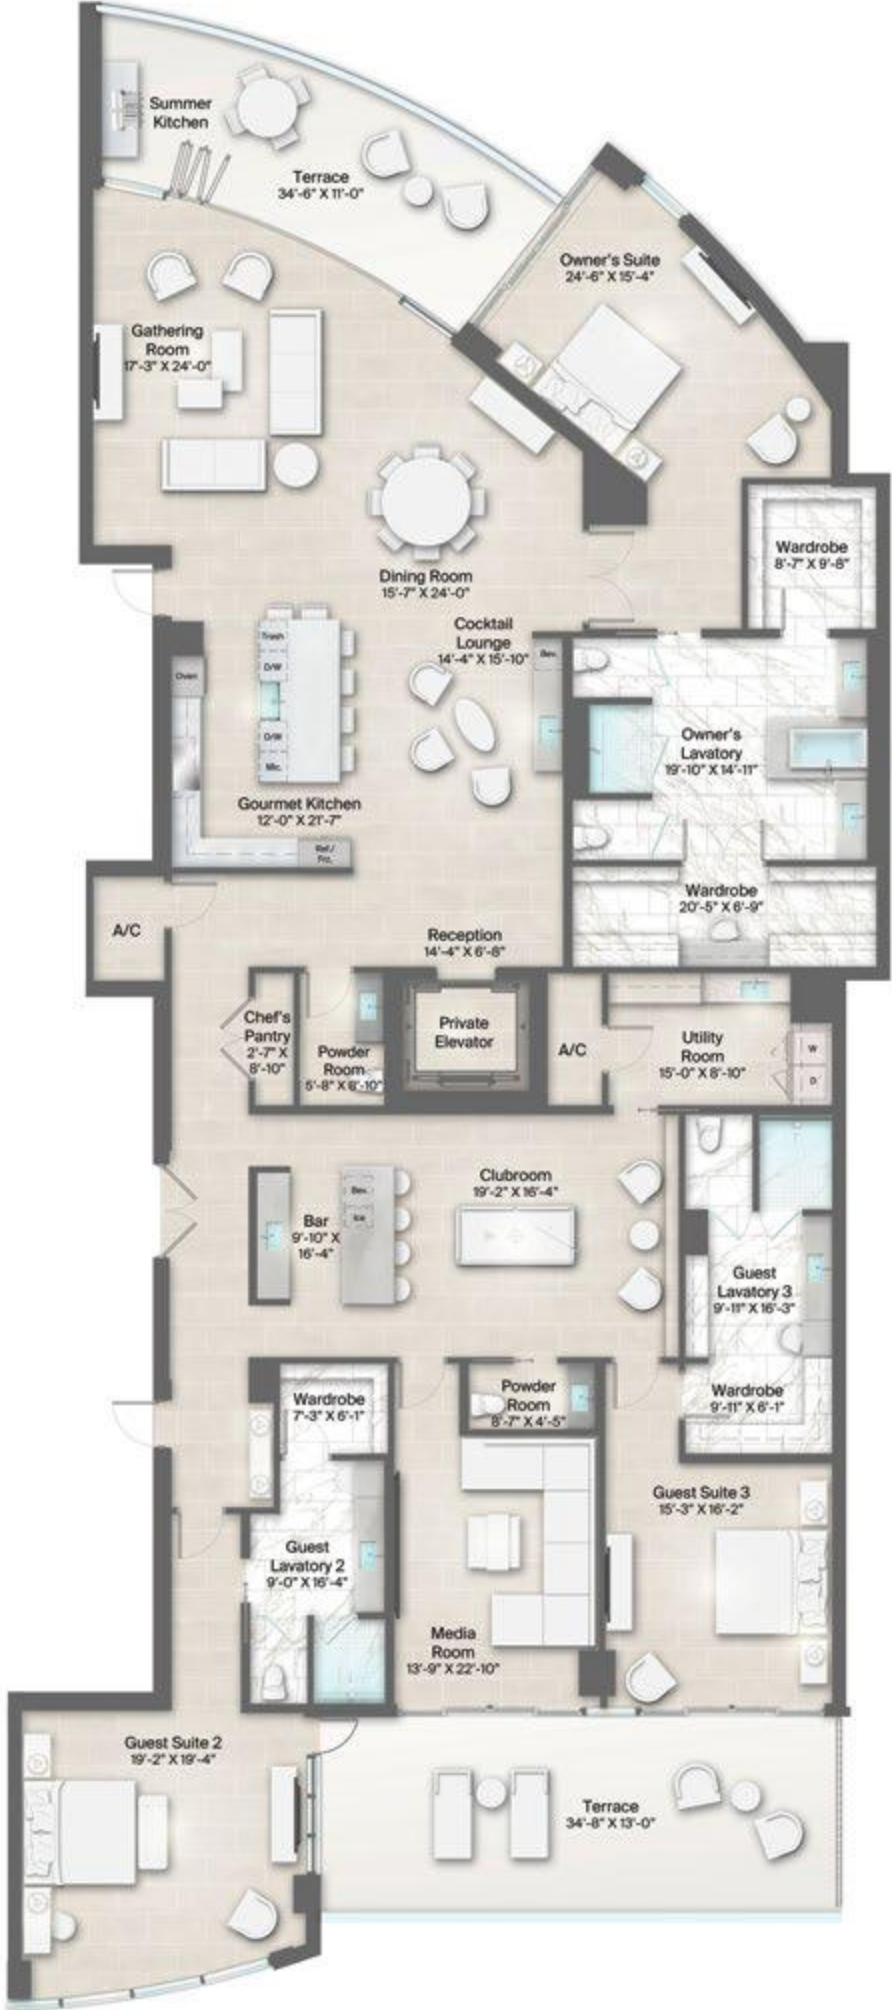 Summer
Kitchen
Terrace
34'-6" X 11'-0"
Owner's Suite
24'-6" X 15'-4"
Gathering
Room
17'-3" X 24'-0"
Dining Room
15'-7" X 24'-0"
Wardrobe
8'-7" X 9'-8"
Cocktail
Lounge
14'-4" X 15'-10"
Bev.
Trash
D/W
Oven
D/W
Mic.
Owner's
Lavatory
19'-10" X 14'-11"
Gourmet Kitchen
12'-0" X 21'-7"
Ref./
Frz.
Wardrobe
20'-5" X 6'-9"
A/C
Reception
14'-4" X 6'-8"
Chef's
Pantry
2'-7" X
8'-10"
Powder
Room
5'-8" X 8'-10"
Private
Elevator
A/C
Utility
Room
15'-0" X 8'-10"
W
D
Clubroom
19'-2" X 16'-4"
Bev.
Ice
Bar
9'-10" X
16'-4"
Guest
Lavatory 3
9'-11" X 16'-3"
Wardrobe
7'-3" X 6'-1"
Powder
Room
8'-7" X 4'-5"
Wardrobe
9'-11" X 6'-1"
Guest Suite 3
15'-3" X 16'-2"
Guest
Lavatory 2
9'-0" X 16'-4"
Media
Room
13'-9" X 22'-10"
Guest Suite 2
19'-2" X 19'-4"
Terrace
34'-8" X 13'-0"